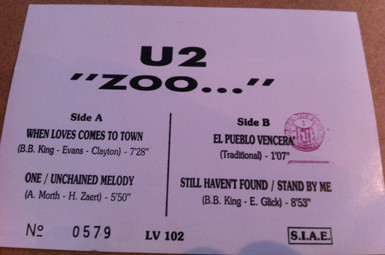 U2
"ZOO..."
Side A
WHEN LOVES COMES TO TOWN
(B.B. King - Evans - Clayton) - 7'28"
ONE / UNCHAINED MELODY
(A. Morth - H. Zaert) - 5'50"
Side B
EL PUEBLO VENCERA'
(Traditional) - 1'07"
STILL HAVEN'T FOUND / STAND BY ME
(B.B. King - E. Glick) - 8'53"
Nº 0579
LV 102
S.I.A.E.